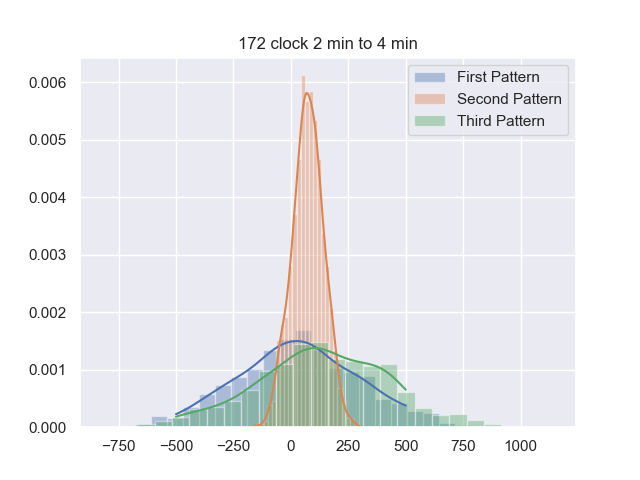 172 clock 2 min to 4 min
First Pattern
Second Pattern
Third Pattern
0.006
0.005
0.004
0.003
0.002
0.001
0.000
−750 −500 −250 0 250 500 750 1000